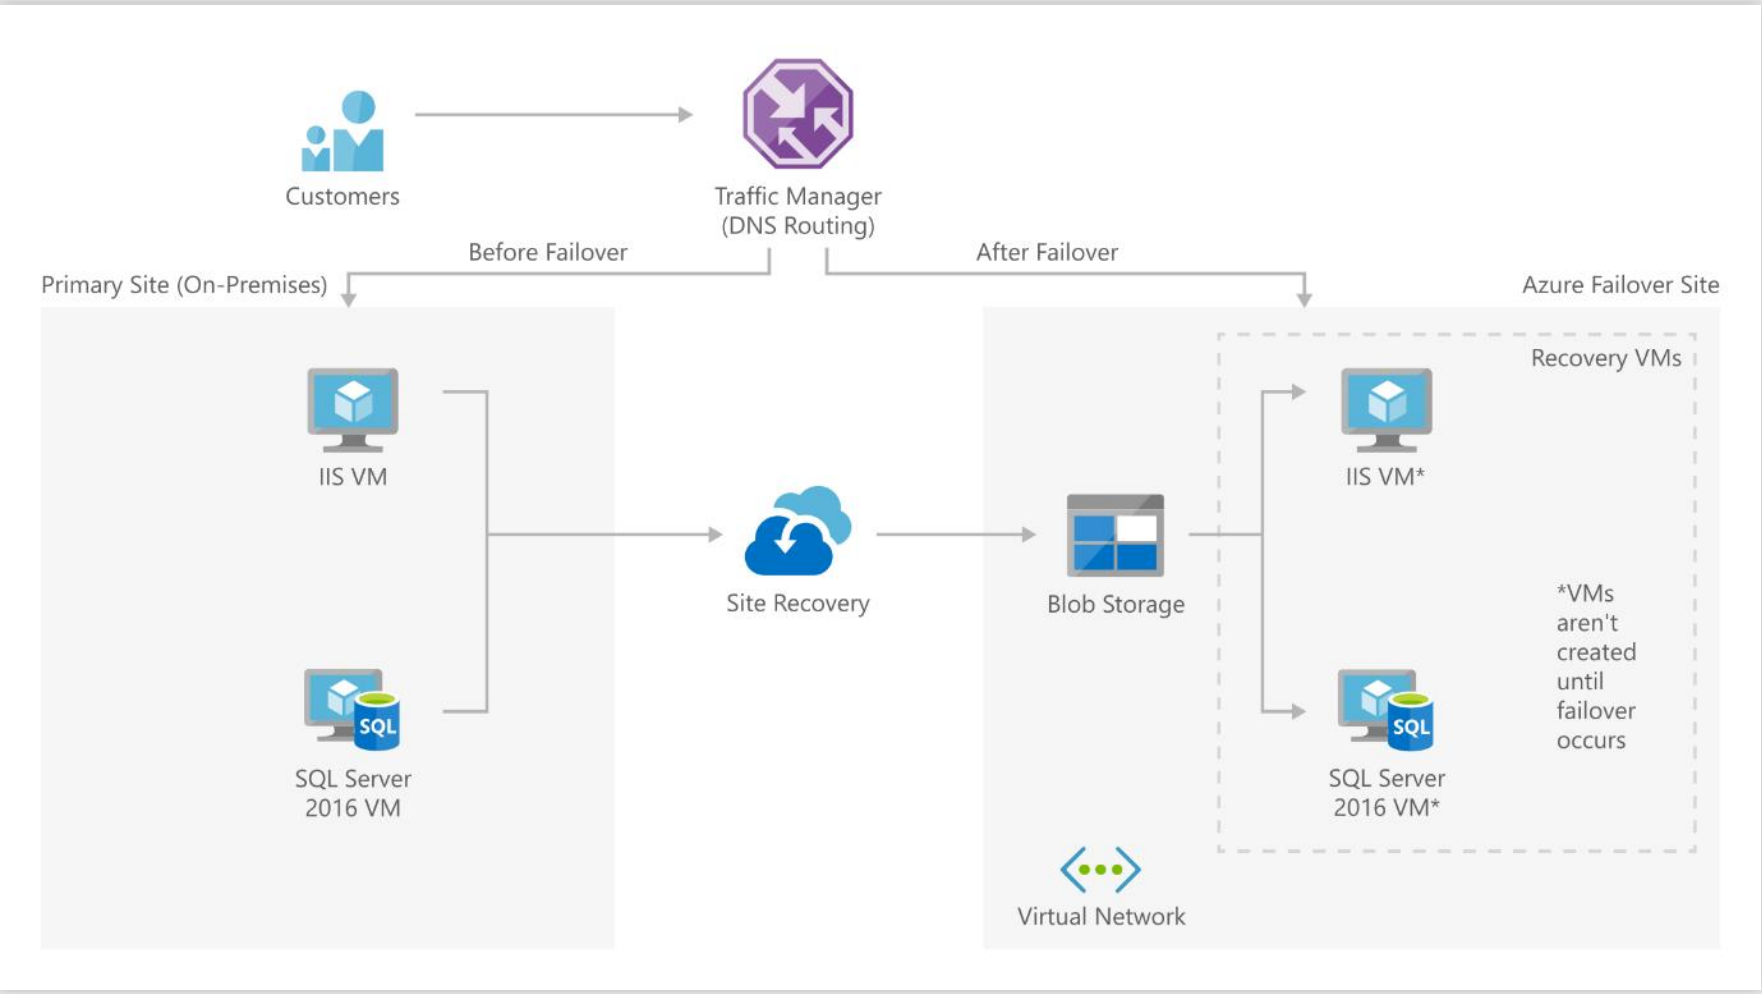 Customers
Traffic Manager
(DNS Routing)
Before Failover
After Failover
Primary Site (On-Premises)
Azure Failover Site
Recovery VMs
IIS VM
IIS VM*
Site Recovery
Blob Storage
*VMs
aren't
created
until
failover
occurs
SQL
SQL Server
2016 VM
SQL
SQL Server
2016 VM*
Virtual Network